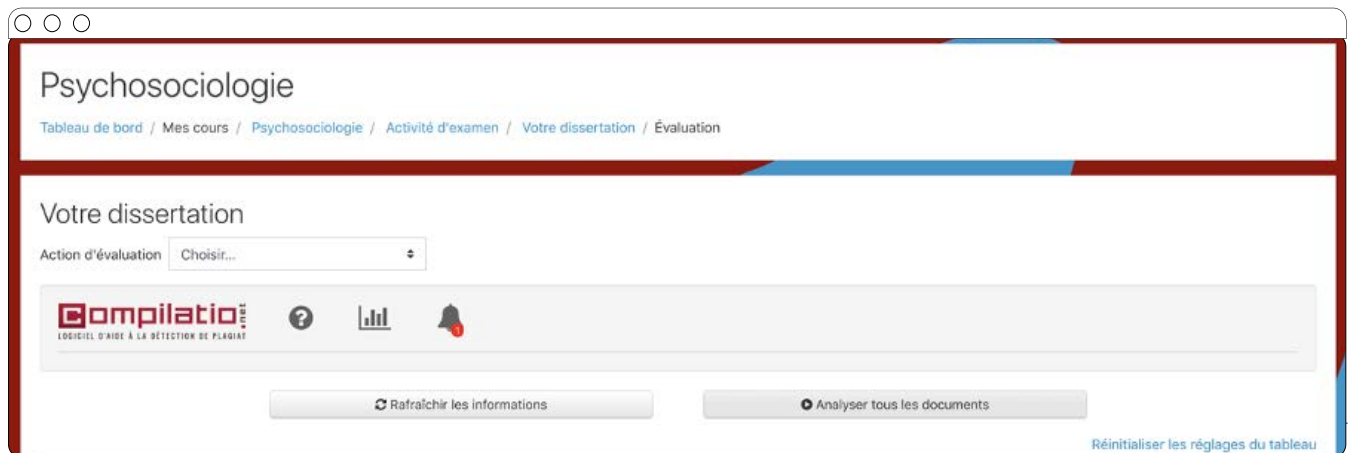 Psychosociologie
Tableau de bord / Mes cours / Psychosociologie / Activité d'examen / Votre dissertation / Évaluation
Votre dissertation
Action d'évaluation Choisir...
Compilatio.net
LOGICIEL D'AIDE À LA DÉTECTION DE PLAGIAT
1
Rafraîchir les informations Analyser tous les documents
Réinitialiser les réglages du tableau